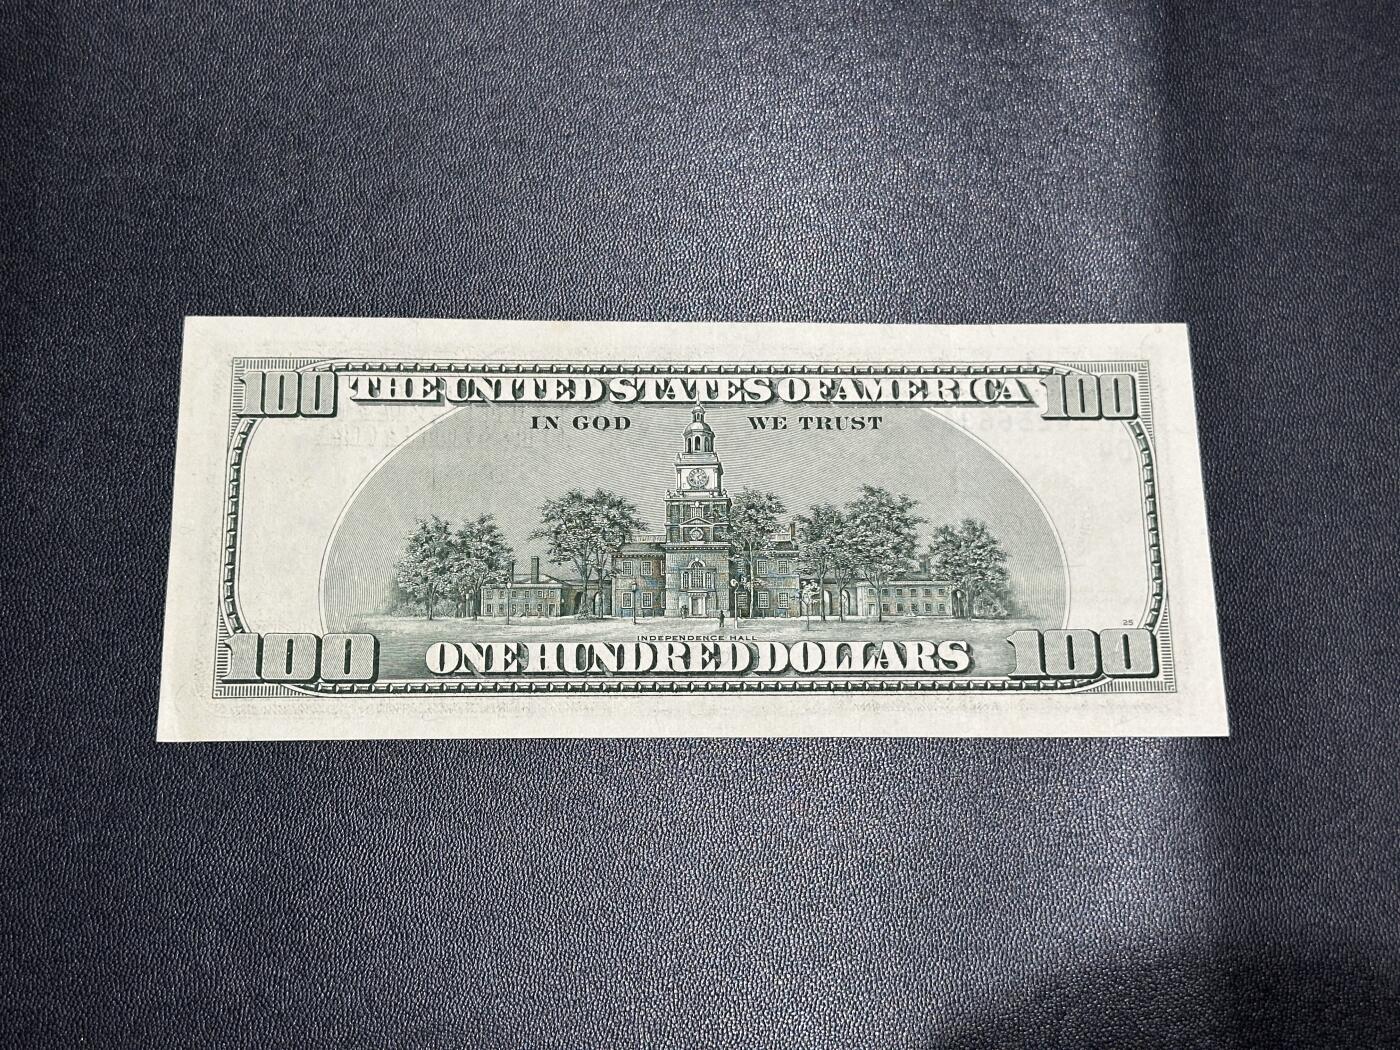 100 THE UNITED STATES OF AMERICA 100
IN GOD WE TRUST
25
INDEPENDENCE HALL
100 ONE HUNDRED DOLLARS 100